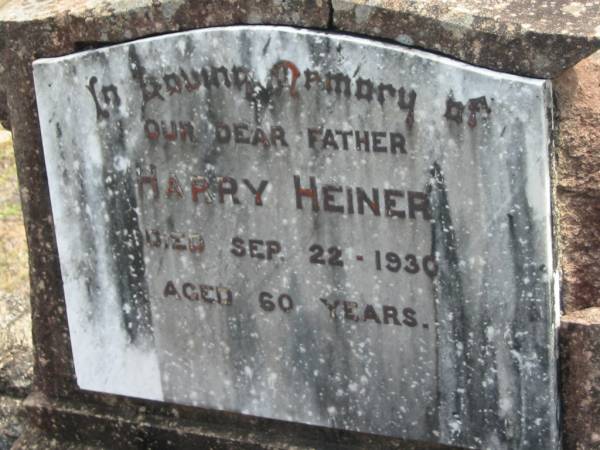 In Loving Memory of
OUR DEAR FATHER
HARRY HEINER
DIED SEP. 22 - 1930
AGED 60 YEARS.